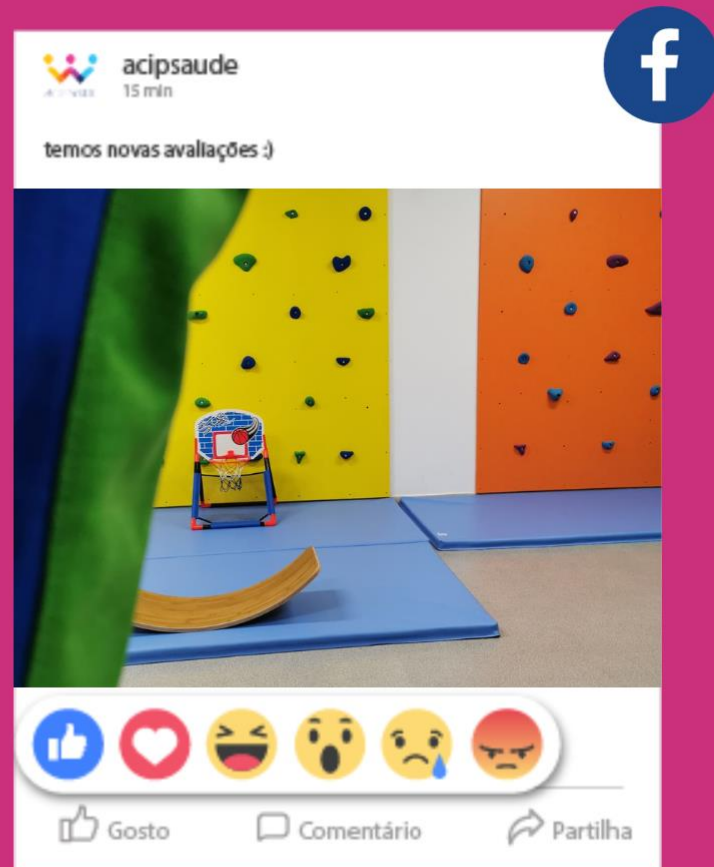 acipsaude
15 min
temos novas avaliações :)
Gosto
Comentário
Partilha